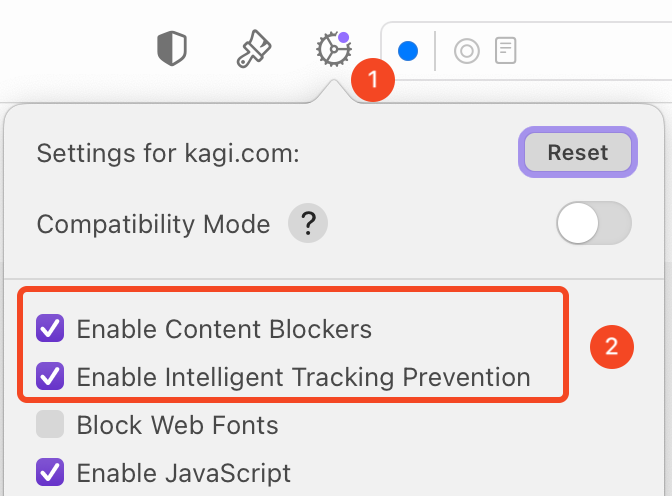 1
Settings for kagi.com:
Reset
Compatibility Mode ?
Enable Content Blockers
2
Enable Intelligent Tracking Prevention
Block Web Fonts
Enable JavaScript